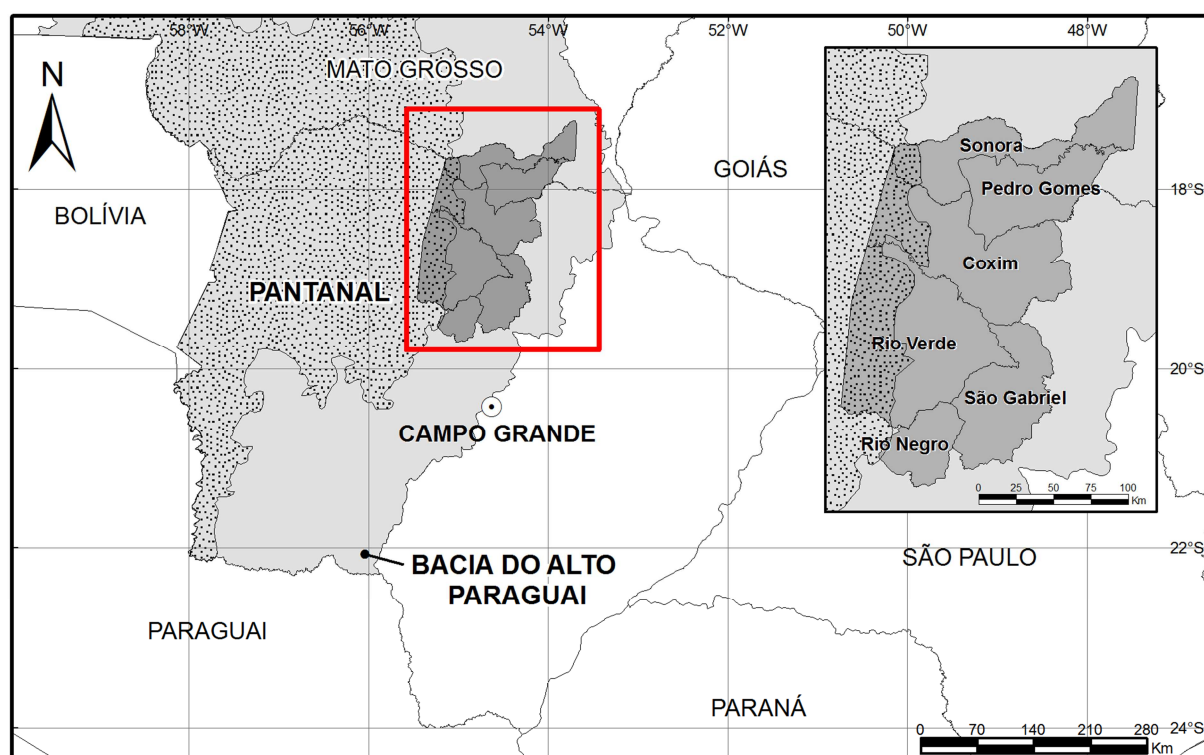 58°W
56°W
54°W
52°W
50°W
48°W
N
MATO GROSSO
GOIÁS
18°S
BOLÍVIA
PANTANAL
Sonora
Pedro Gomes
Coxim
Rio Verde
São Gabriel
Rio Negro
0 25 50 75 100
Km
20°S
CAMPO GRANDE
22°S
BACIA DO ALTO
PARAGUAI
SÃO PAULO
PARAGUAI
PARANÁ
24°S
0 70 140 210 280
Km